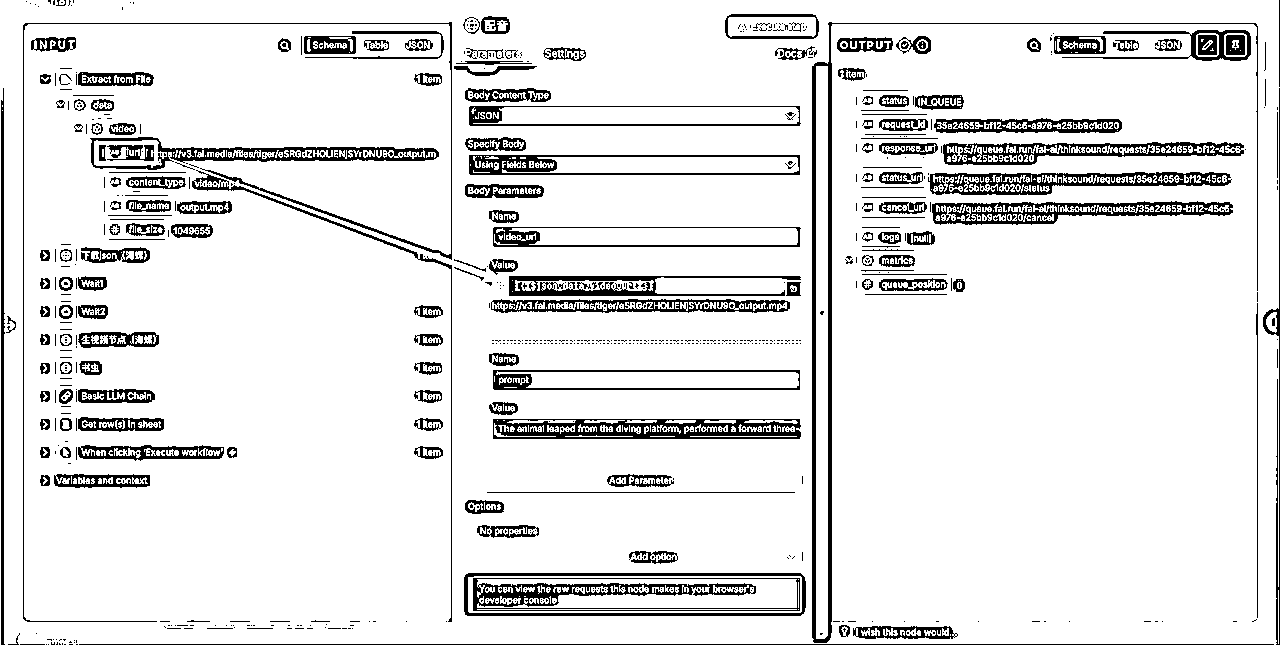 INPUT
Schema
Table
JSON
Extract from File
1 item
data
video
url
https://v3.fal.media/files/tiger/
content_type
video/mp4
file_name
output.mp4
file_size
1049655
下载json（海螺）
1 item
Wait1
Wait2
1 item
生视频节点（海螺）
1 item
书虫
1 item
Basic LLM Chain
1 item
Get row(s) in sheet
1 item
When clicking 'Execute workflow'
1 item
Variables and context
配音
Execute step
Parameters
Settings
Docs
Body Content Type
JSON
Specify Body
Using Fields Below
Body Parameters
Name
video_url
Value
https://v3.fal.media/files/tiger/
Name
prompt
Value
The animal leaped from the diving platform, performed a forward three-
Add Parameter
Options
No properties
Add option
You can view the raw requests this node makes in your browser's
developer console
OUTPUT
Schema
Table
JSON
1 item
status
IN_QUEUE
request_id
35e24659-bf12-45c6-a976-e25bb9c1d020
response_url
https://queue.fal.run/fal-ai/thinksound/requests/35e24659-bf12-45c6-
a976-e25bb9c1d020
status_url
https://queue.fal.run/fal-ai/thinksound/requests/35e24659-bf12-45c6-
a976-e25bb9c1d020/status
cancel_url
https://queue.fal.run/fal-ai/thinksound/requests/35e24659-bf12-45c6-
a976-e25bb9c1d020/cancel
logs
[null]
metrics
queue_position
0
I wish this node would...